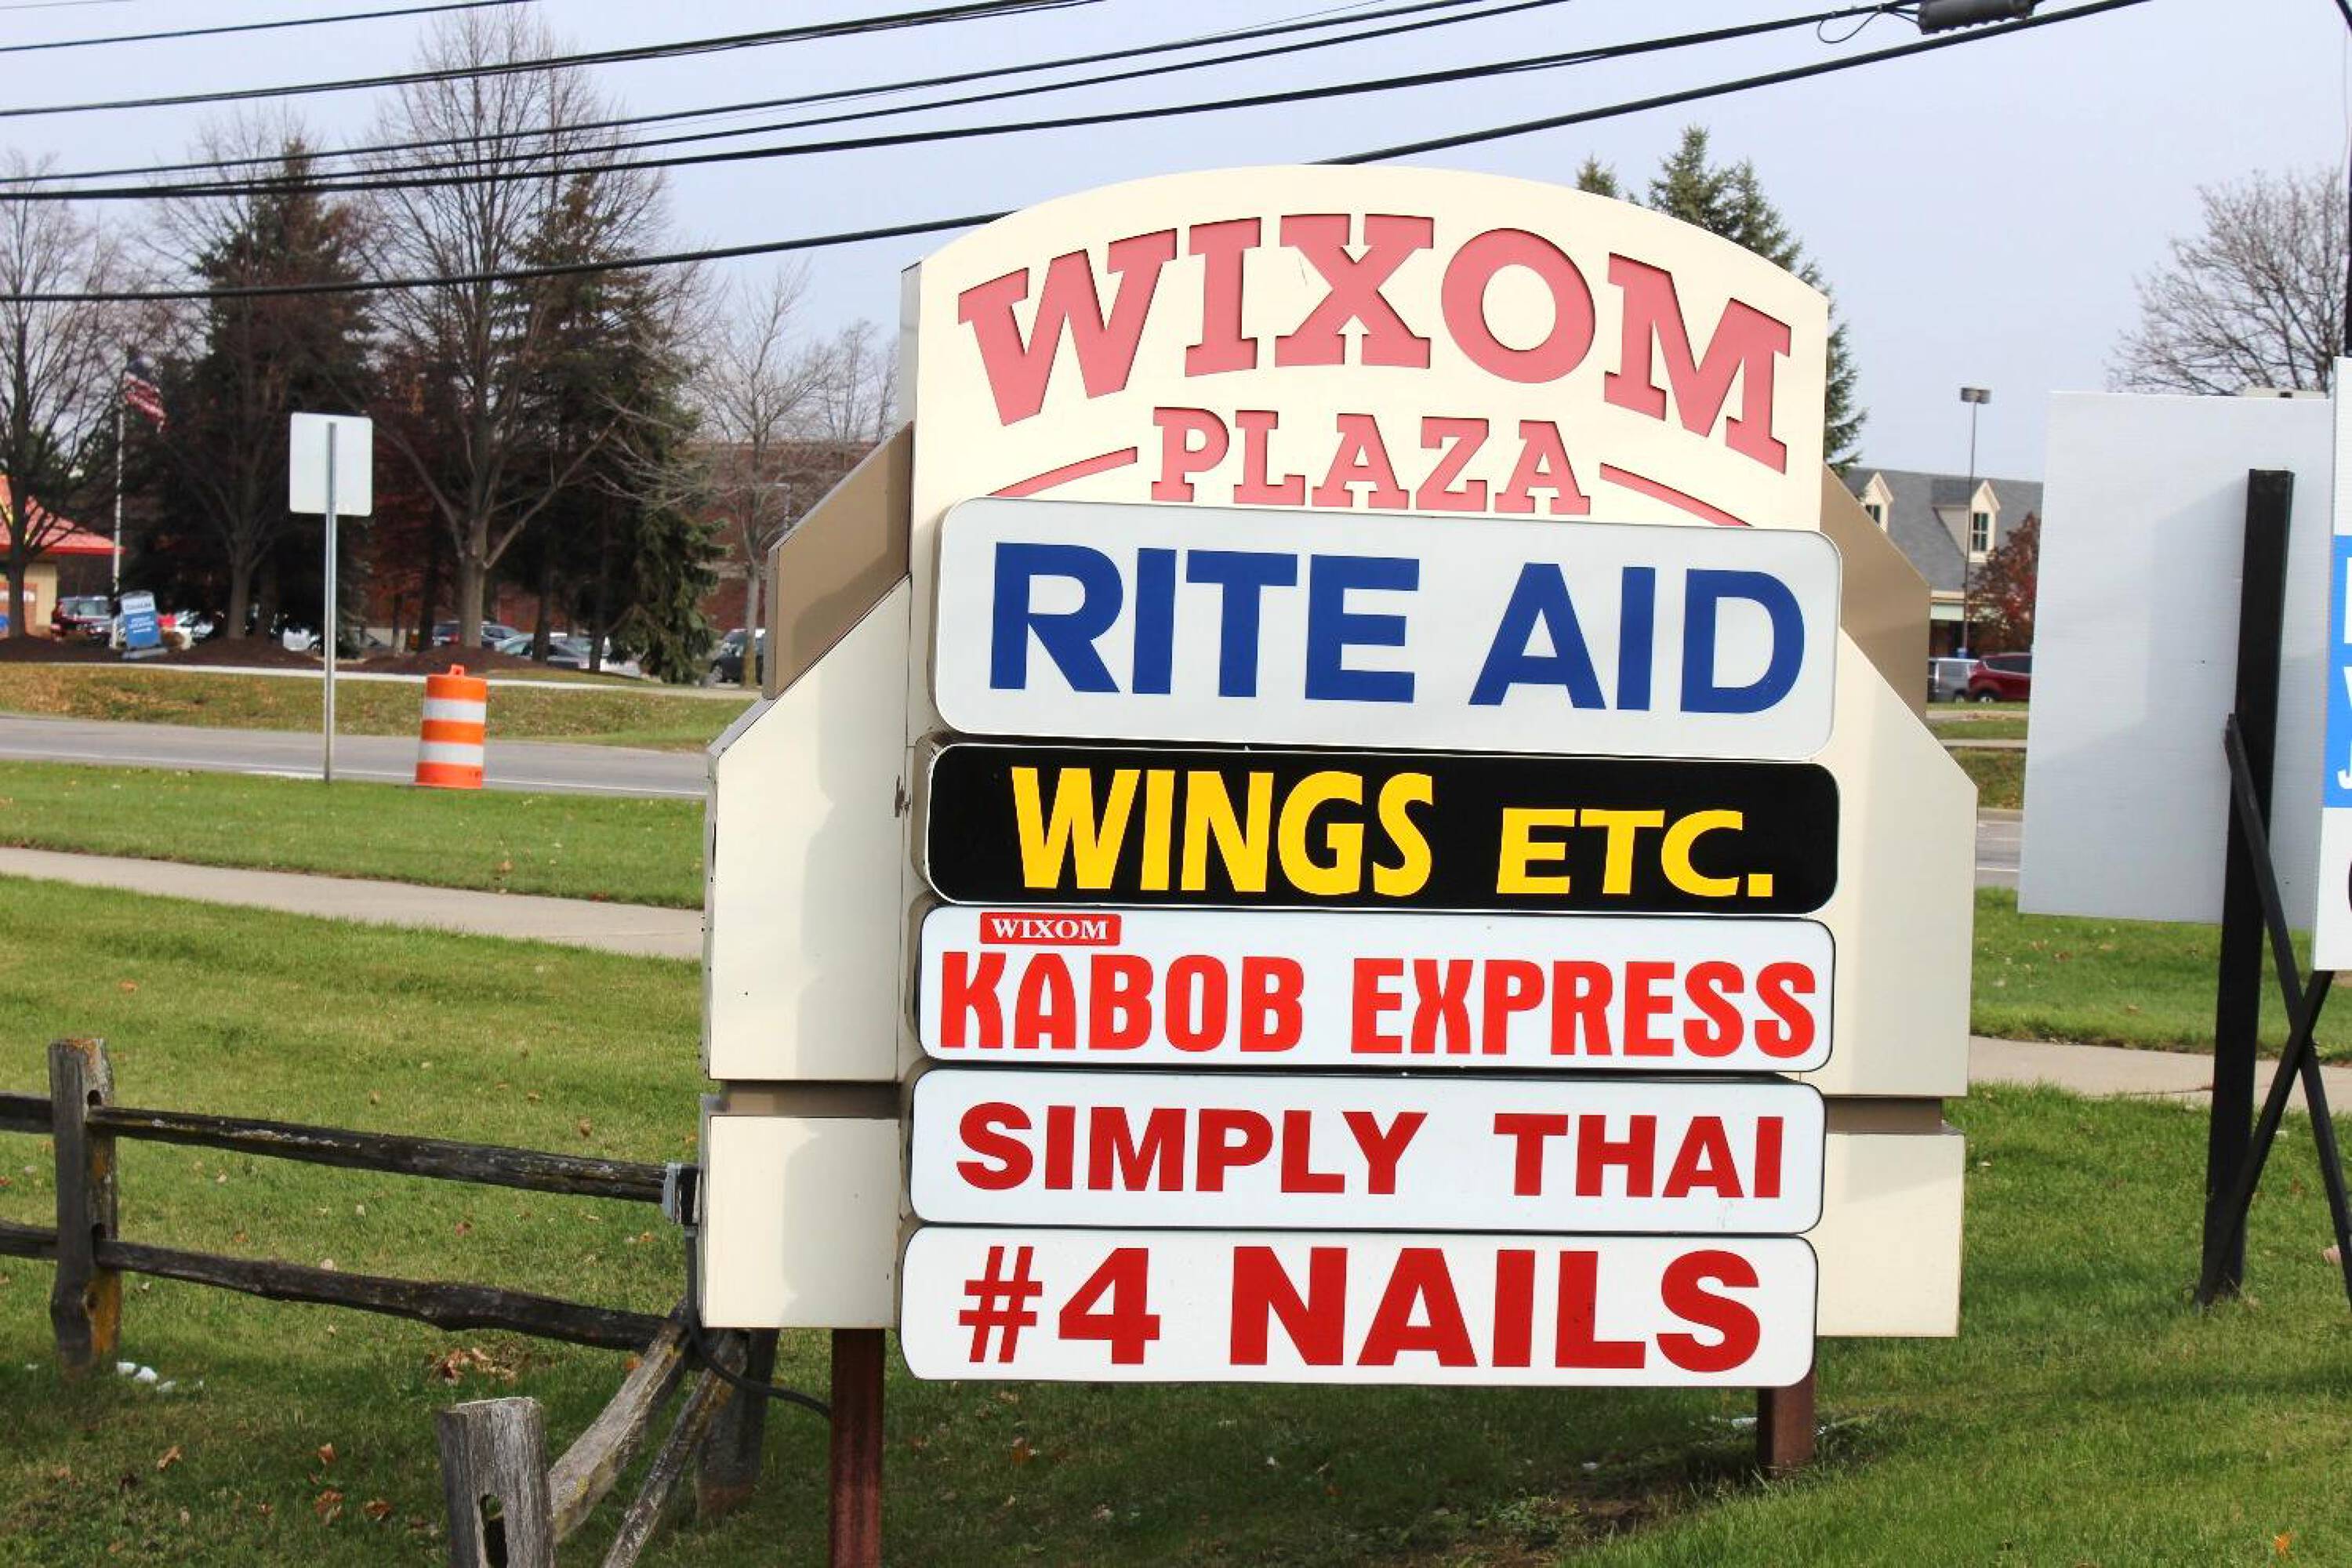 WIXOM
PLAZA
RITE AID
WINGS ETC.
WIXOM
KABOB EXPRESS
SIMPLY THAI
#4 NAILS